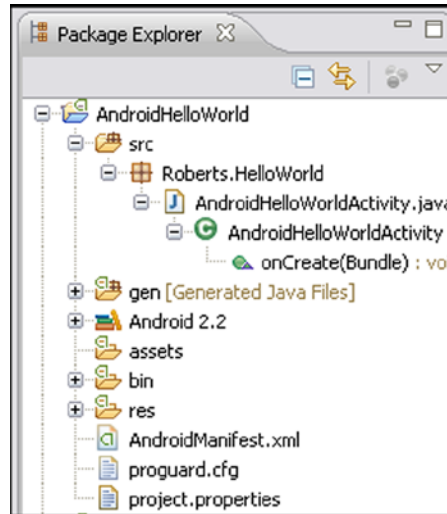 Package Explorer
AndroidHelloWorld
src
Roberts.HelloWorld
AndroidHelloWorldActivity.java
AndroidHelloWorldActivity
onCreate(Bundle) : vo
gen [Generated Java Files]
Android 2.2
assets
bin
res
AndroidManifest.xml
proguard.cfg
project.properties